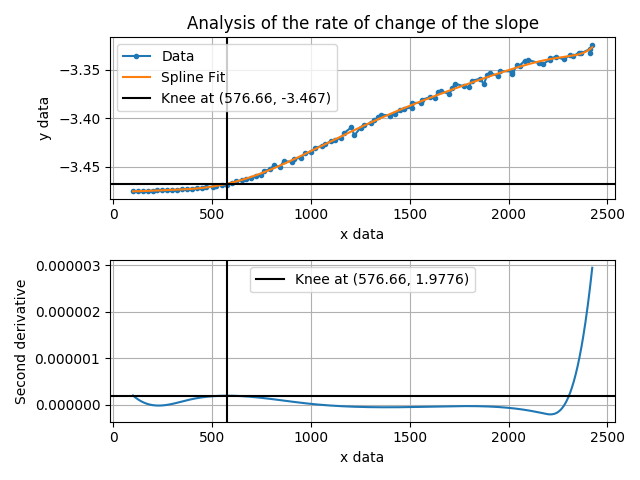 Analysis of the rate of change of the slope
Data
Spline Fit
Knee at (576.66, -3.467)
−3.35
−3.40
−3.45
y data
0 500 1000 1500 2000 2500
x data
Knee at (576.66, 1.9776)
0.000003
0.000002
0.000001
0.000000
Second derivative
0 500 1000 1500 2000 2500
x data